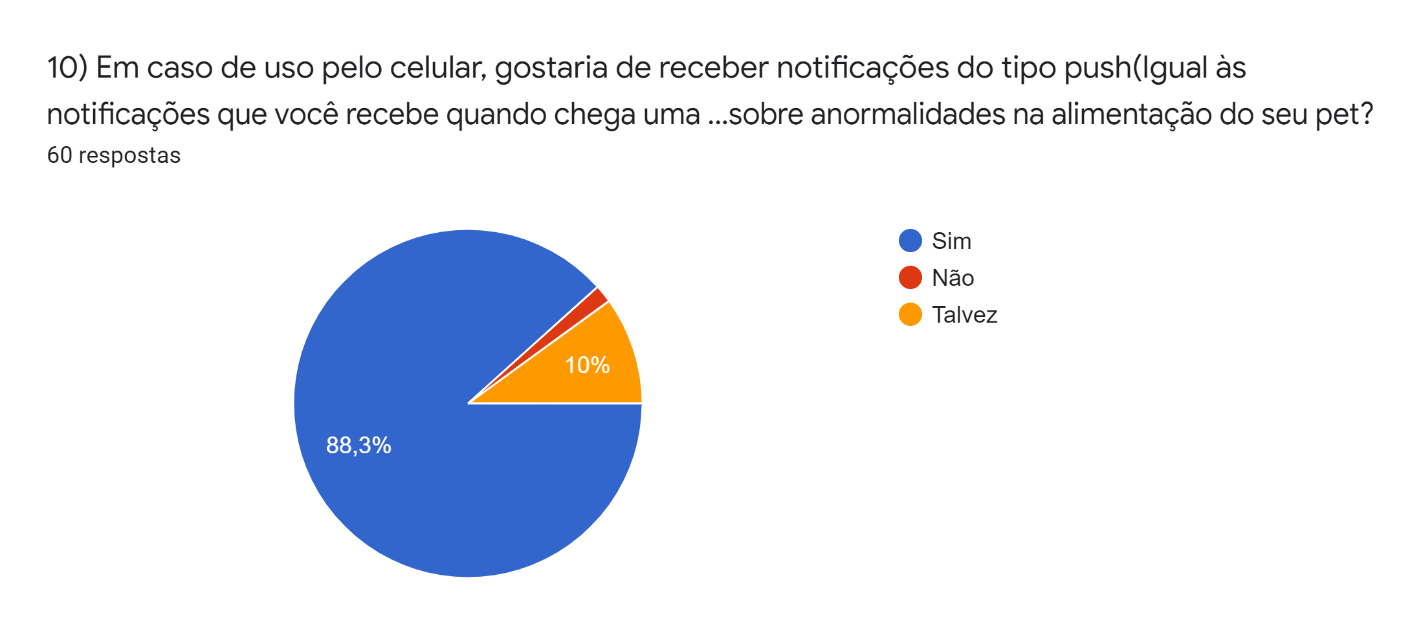 10) Em caso de uso pelo celular, gostaria de receber notificações do tipo push(Igual às
notificações que você recebe quando chega uma ...sobre anormalidades na alimentação do seu pet?
60 respostas
Sim
Não
Talvez
10%
88,3%